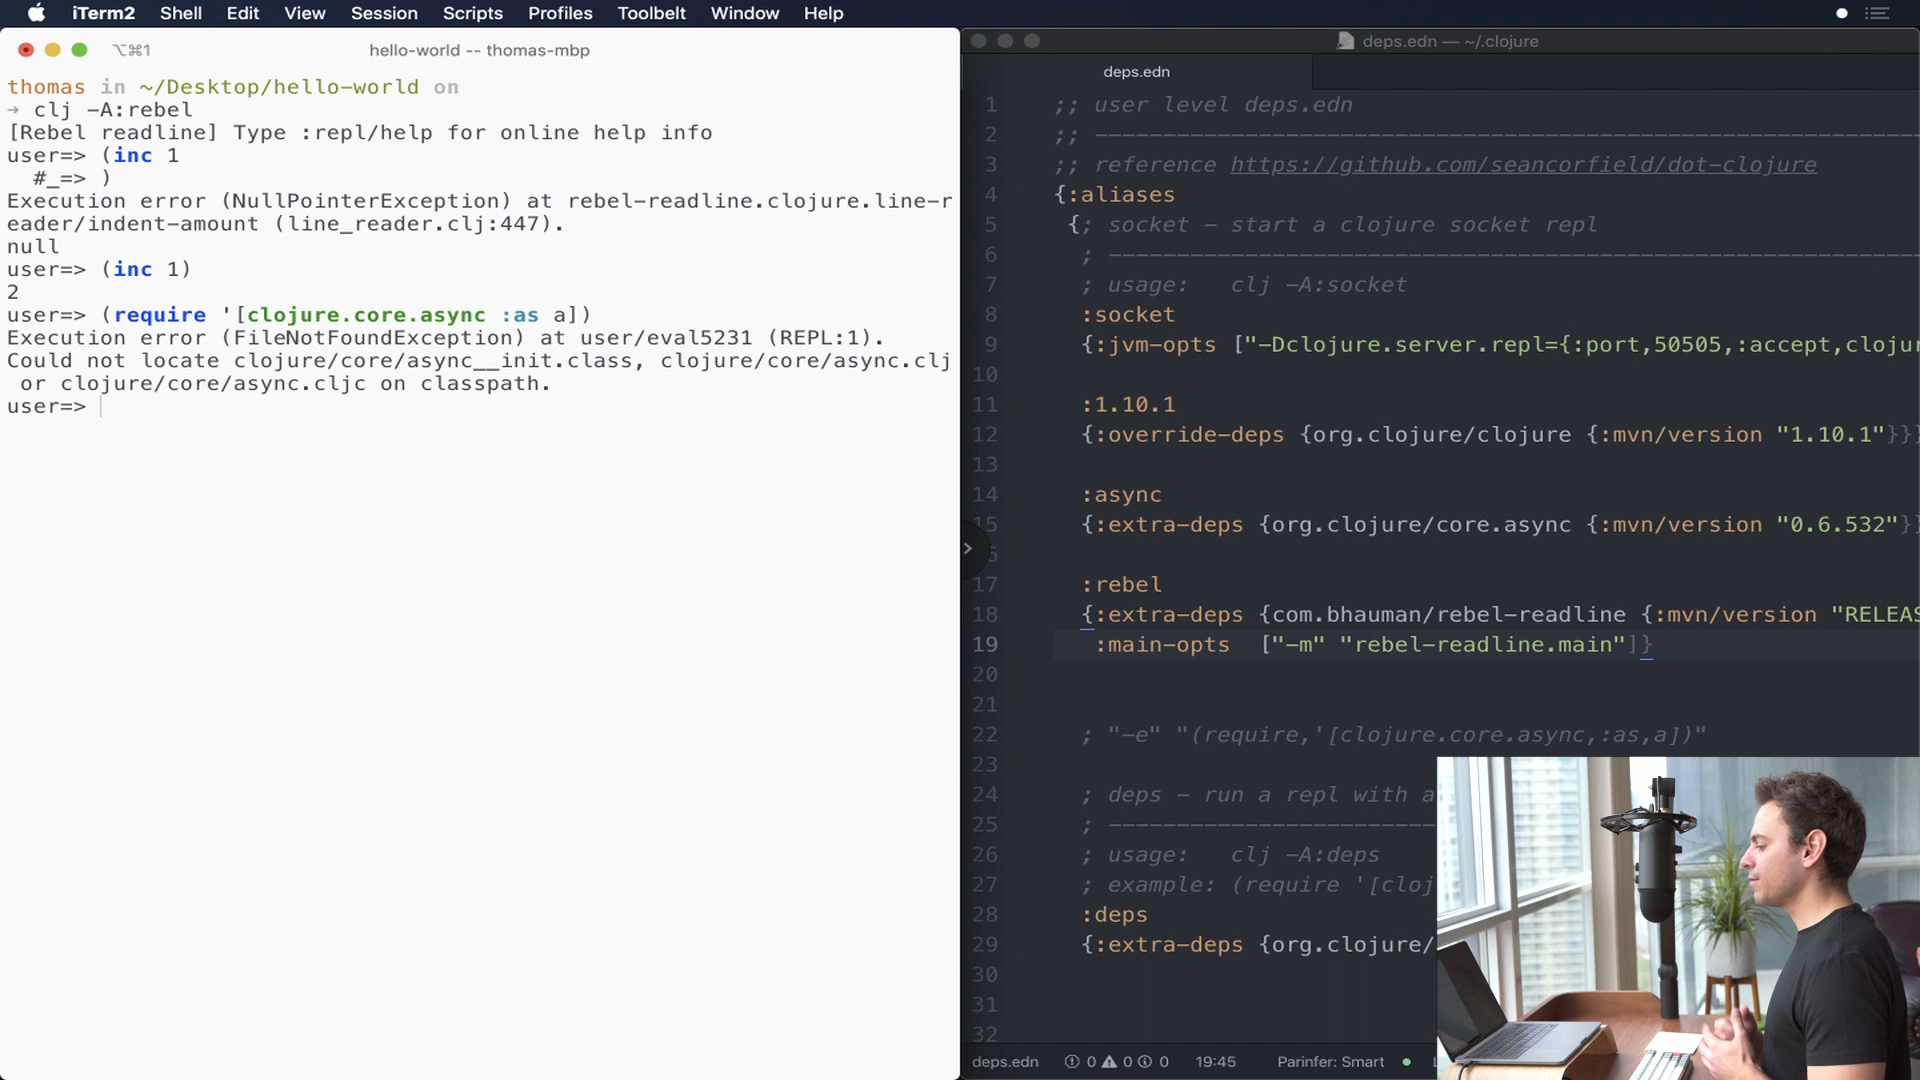 iTerm2 Shell Edit View Session Scripts Profiles Toolbelt Window Help
⌥⌘1 hello-world -- thomas-mbp
thomas in ~/Desktop/hello-world on
→ clj -A:rebel
[Rebel readline] Type :repl/help for online help info
user=> (inc 1
#_=> )
Execution error (NullPointerException) at rebel-readline.clojure.line-r
eader/indent-amount (line_reader.clj:447).
null
user=> (inc 1)
2
user=> (require '[clojure.core.async :as a])
Execution error (FileNotFoundException) at user/eval5231 (REPL:1).
Could not locate clojure/core/async__init.class, clojure/core/async.clj
or clojure/core/async.cljc on classpath.
user=>
deps.edn — ~/.clojure
deps.edn
1 ;; user level deps.edn
2 ;; ——————————————————————————————
3 ;; reference https://github.com/seancorfield/dot-clojure
4 {:aliases
5 {; socket – start a clojure socket repl
6 ; ——————————————————————————————
7 ; usage: clj -A:socket
8 :socket
9 {:jvm-opts ["-Dclojure.server.repl={:port,50505,:accept,clojur
10
11 :1.10.1
12 {:override-deps {org.clojure/clojure {:mvn/version "1.10.1"}}}
13
14 :async
15 {:extra-deps {org.clojure/core.async {:mvn/version "0.6.532"}}
6
17 :rebel
18 {:extra-deps {com.bhauman/rebel-readline {:mvn/version "RELEAS
19 :main-opts ["-m" "rebel-readline.main"]}
20
21
22 ; "-e" "(require,'[clojure.core.async,:as,a])"
23
24 ; deps – run a repl with a
25 ; ————————————————————
26 ; usage: clj -A:deps
27 ; example: (require '[cloj
28 :deps
29 {:extra-deps {org.clojure/
30
31
32
deps.edn 0 0 0 19:45 Parinfer: Smart